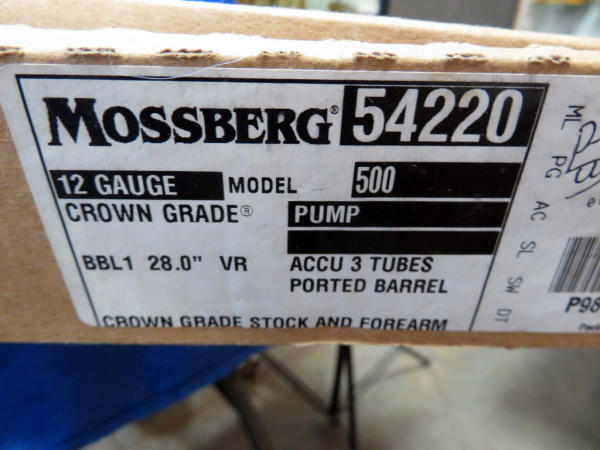 MOSSBERG® 54220
12 GAUGE MODEL 500
CROWN GRADE® PUMP
BBL1 28.0" VR ACCU 3 TUBES
PORTED BARREL
CROWN GRADE STOCK AND FOREARM
ML
PG
AC
SL
SW
DT
P98